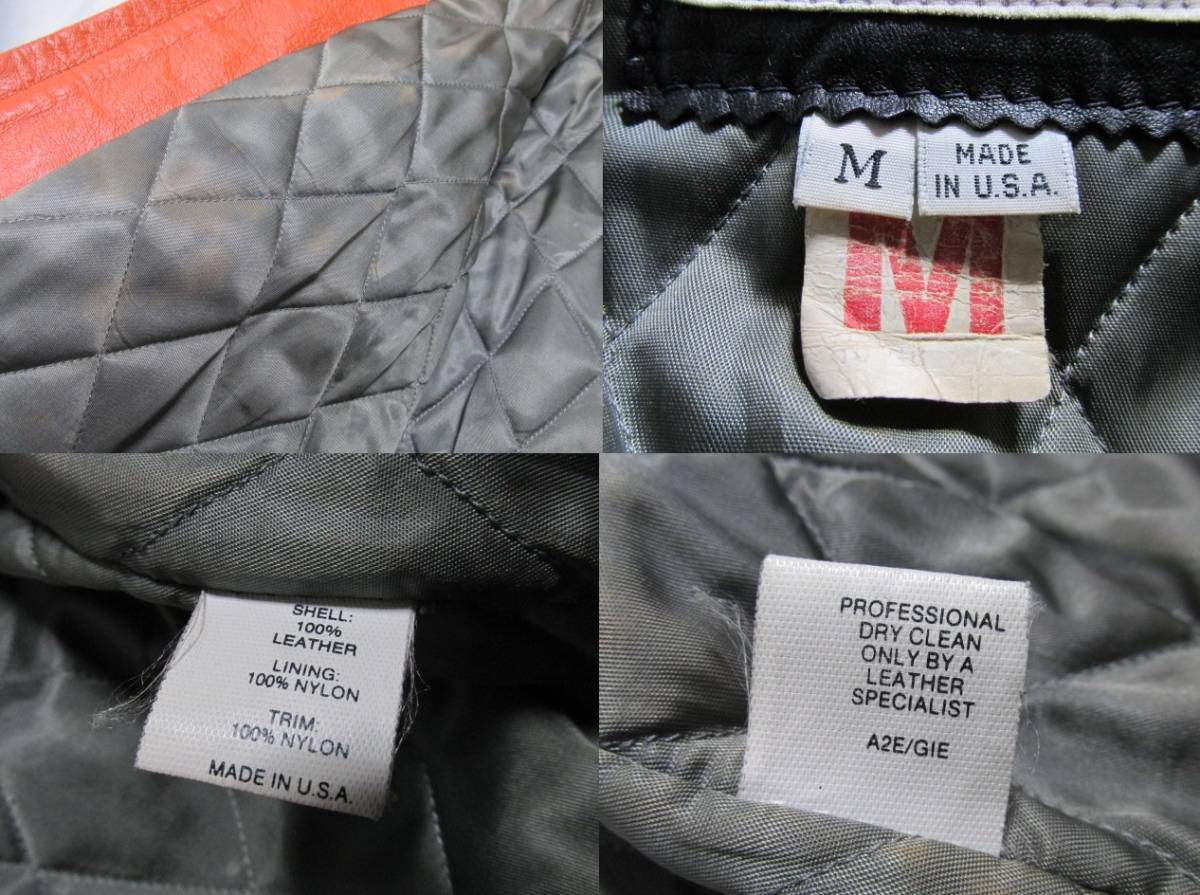 M
MADE
IN U.S.A.
M
SHELL:
100%
LEATHER
LINING:
100% NYLON
TRIM:
100% NYLON
MADE IN U.S.A.
PROFESSIONAL
DRY CLEAN
ONLY BY A
LEATHER
SPECIALIST
A2E/GIE